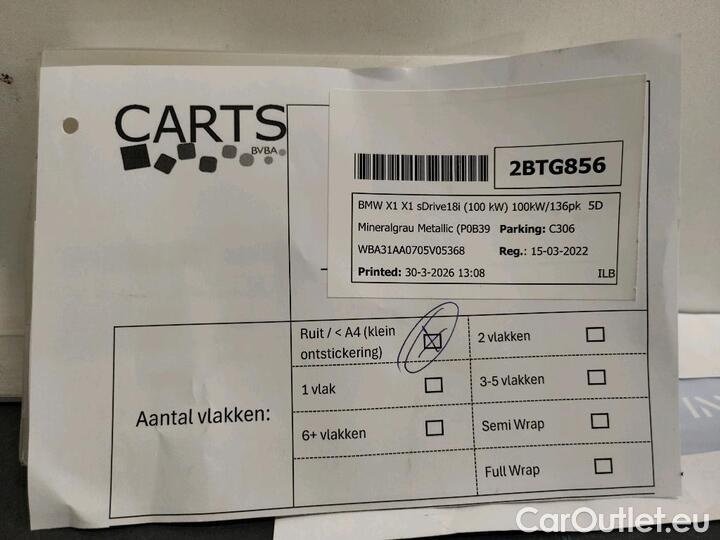 CARTS
BVBA
2BTG856
BMW X1 X1 sDrive18i (100 kW) 100kW/136pk 5D
Mineralgrau Metallic (P0B39 Parking: C306
WBA31AA0705V05368 Reg.: 15-03-2022
Printed: 30-3-2026 13:08 ILB
Aantal vlakken:
Ruit / < A4 (klein
ontstickering)
2 vlakken
1 vlak
3-5 vlakken
6+ vlakken
Semi Wrap
Full Wrap
CarOutlet.eu